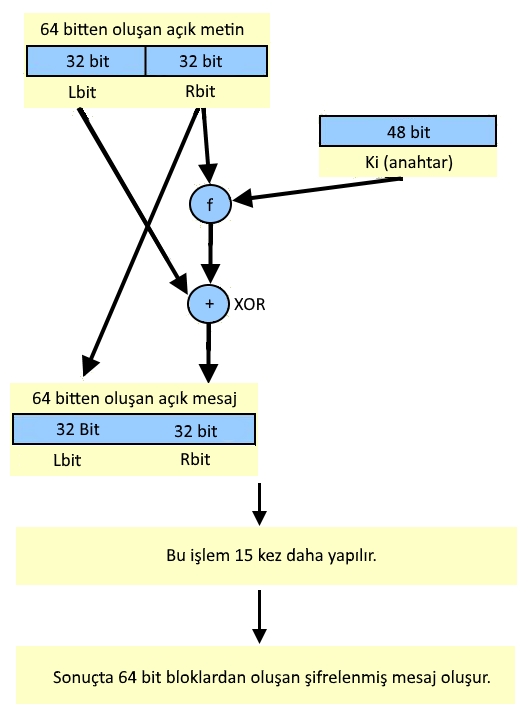 64 bitten oluşan açık metin
32 bit 32 bit
Lbit Rbit
48 bit
Ki (anahtar)
f
+ XOR
64 bitten oluşan açık mesaj
32 Bit 32 bit
Lbit Rbit
Bu işlem 15 kez daha yapılır.
Sonuçta 64 bit bloklardan oluşan şifrelenmiş mesaj oluşur.